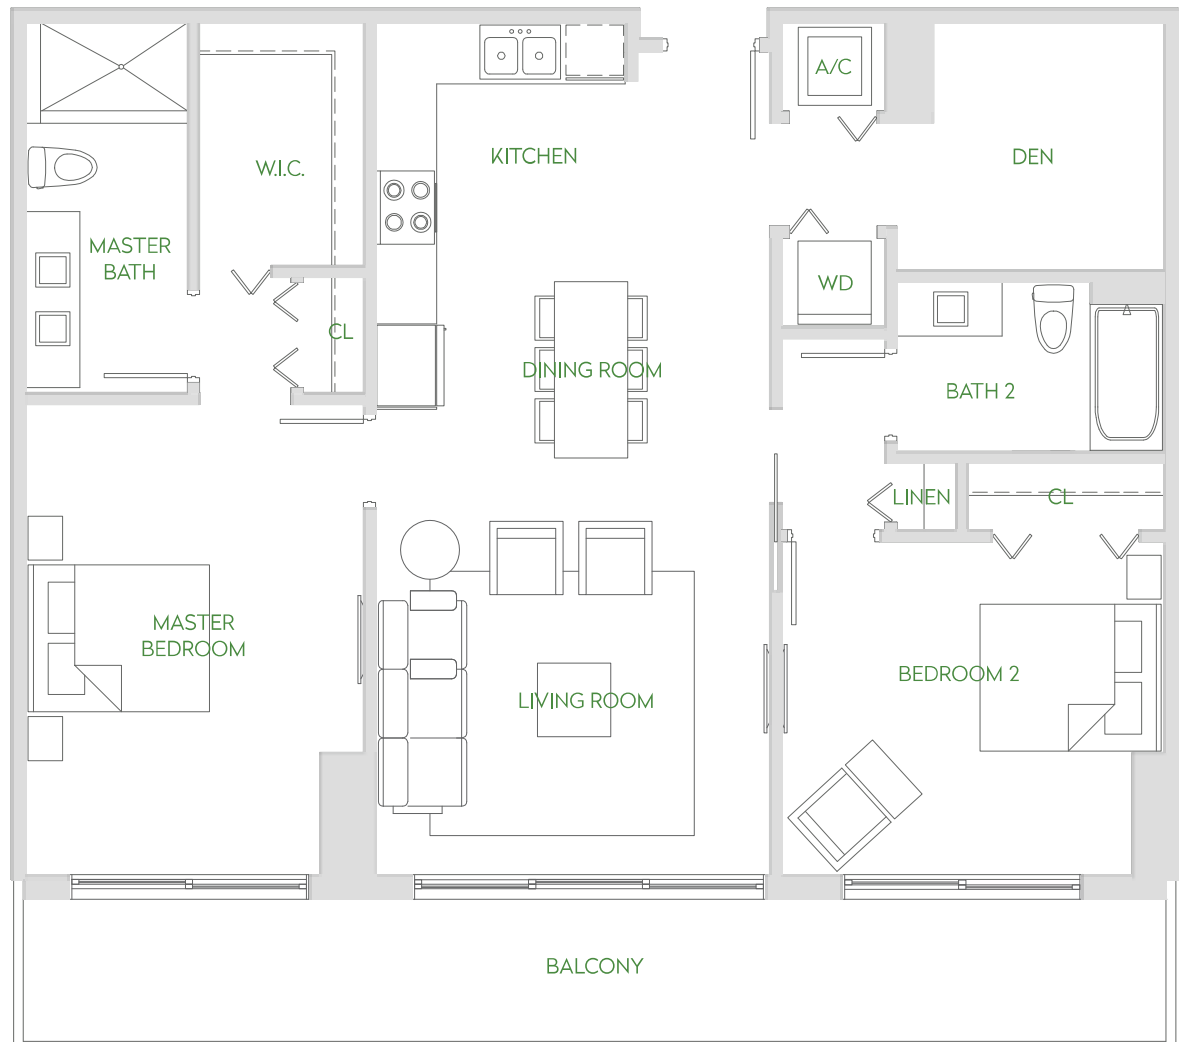 A/C
KITCHEN
DEN
W.I.C.
MASTER
BATH
WD
CL
DINING ROOM
BATH 2
LINEN
CL
MASTER
BEDROOM
LIVING ROOM
BEDROOM 2
BALCONY